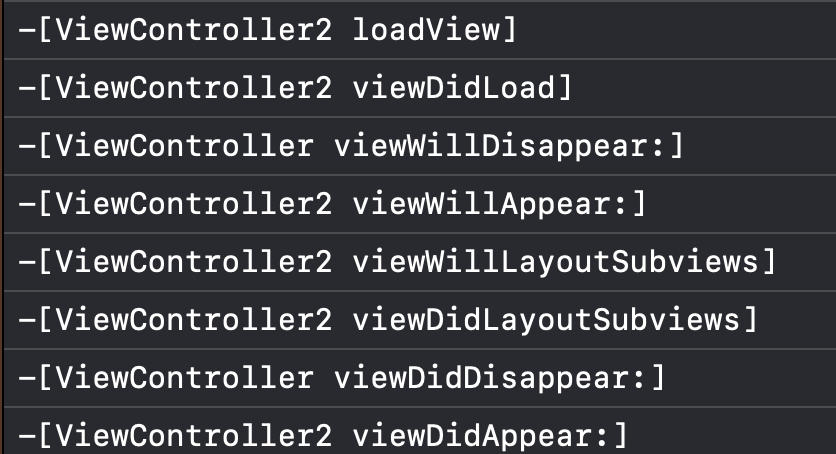 -[ViewController2 loadView]
-[ViewController2 viewDidLoad]
-[ViewController viewWillDisappear:]
-[ViewController2 viewWillAppear:]
-[ViewController2 viewWillLayoutSubviews]
-[ViewController2 viewDidLayoutSubviews]
-[ViewController viewDidDisappear:]
-[ViewController2 viewDidAppear:]